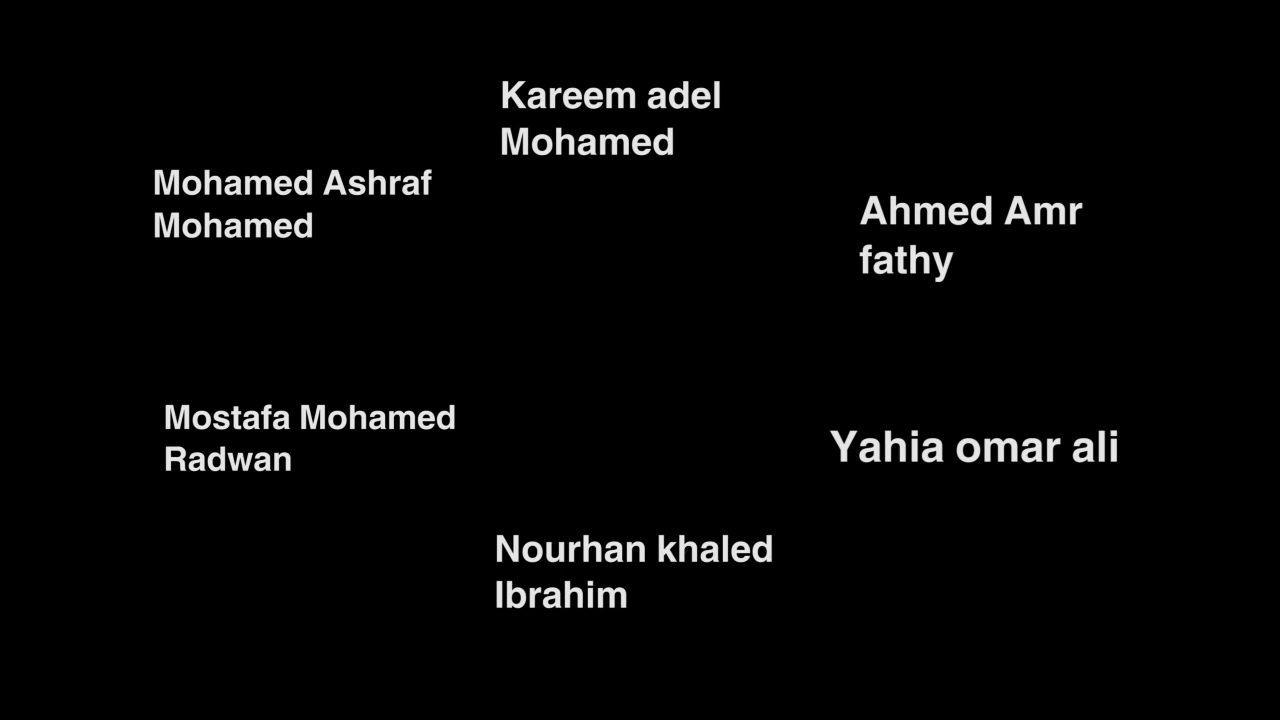 Kareem adel
Mohamed
Mohamed Ashraf
Mohamed
Ahmed Amr
fathy
Mostafa Mohamed
Radwan
Yahia omar ali
Nourhan khaled
Ibrahim